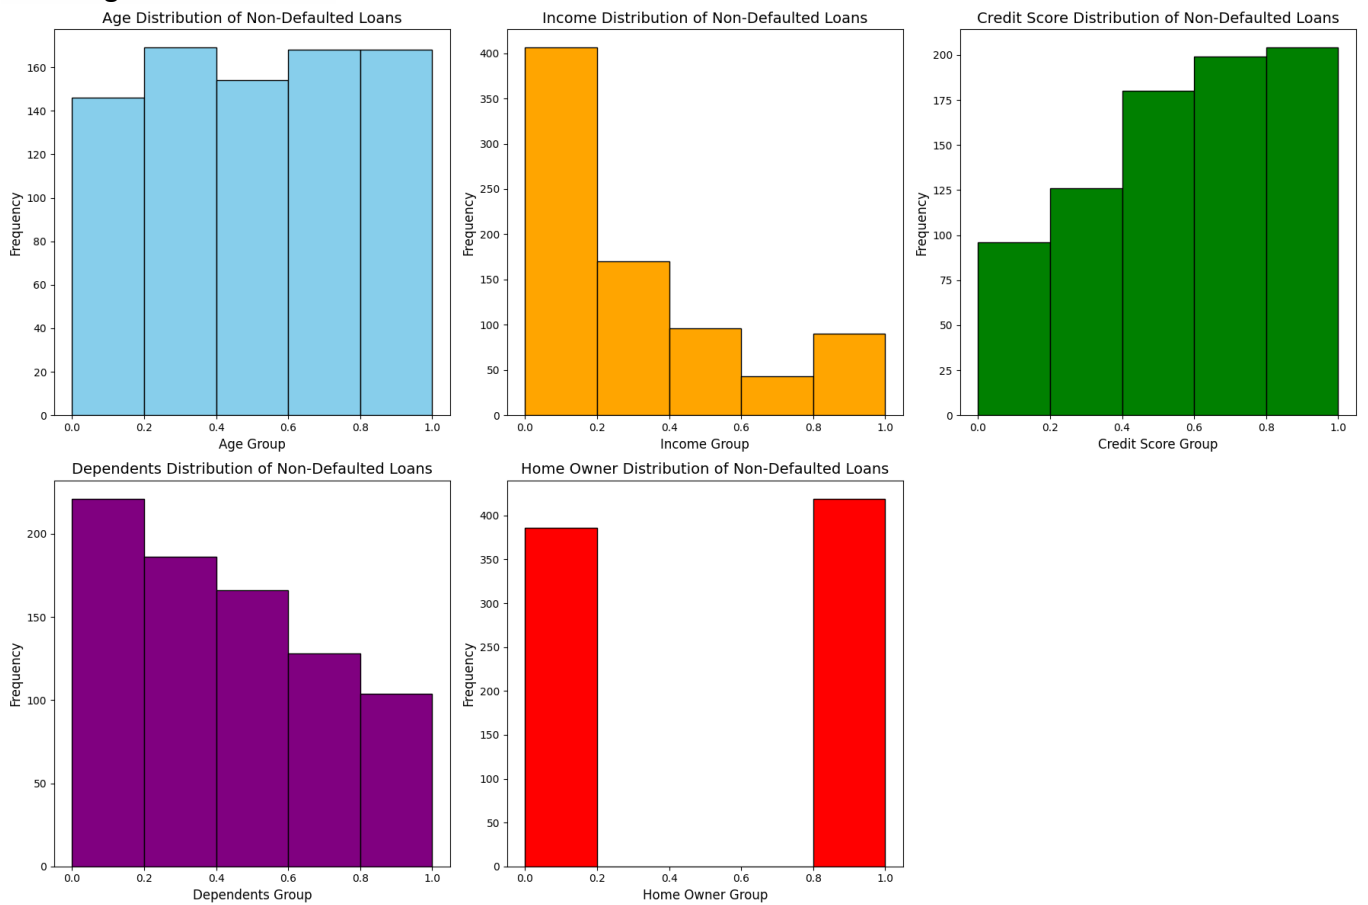 Age Distribution of Non-Defaulted Loans
160
140
120
100
80
60
40
20
0
Frequency
0.0 0.2 0.4 0.6 0.8 1.0
Age Group
Income Distribution of Non-Defaulted Loans
400
350
300
250
200
150
100
50
0
Frequency
0.0 0.2 0.4 0.6 0.8 1.0
Income Group
Credit Score Distribution of Non-Defaulted Loans
200
175
150
125
100
75
50
25
0
Frequency
0.0 0.2 0.4 0.6 0.8 1.0
Credit Score Group
Dependents Distribution of Non-Defaulted Loans
200
150
100
50
0
Frequency
0.0 0.2 0.4 0.6 0.8 1.0
Dependents Group
Home Owner Distribution of Non-Defaulted Loans
400
350
300
250
200
150
100
50
0
Frequency
0.0 0.2 0.4 0.6 0.8 1.0
Home Owner Group